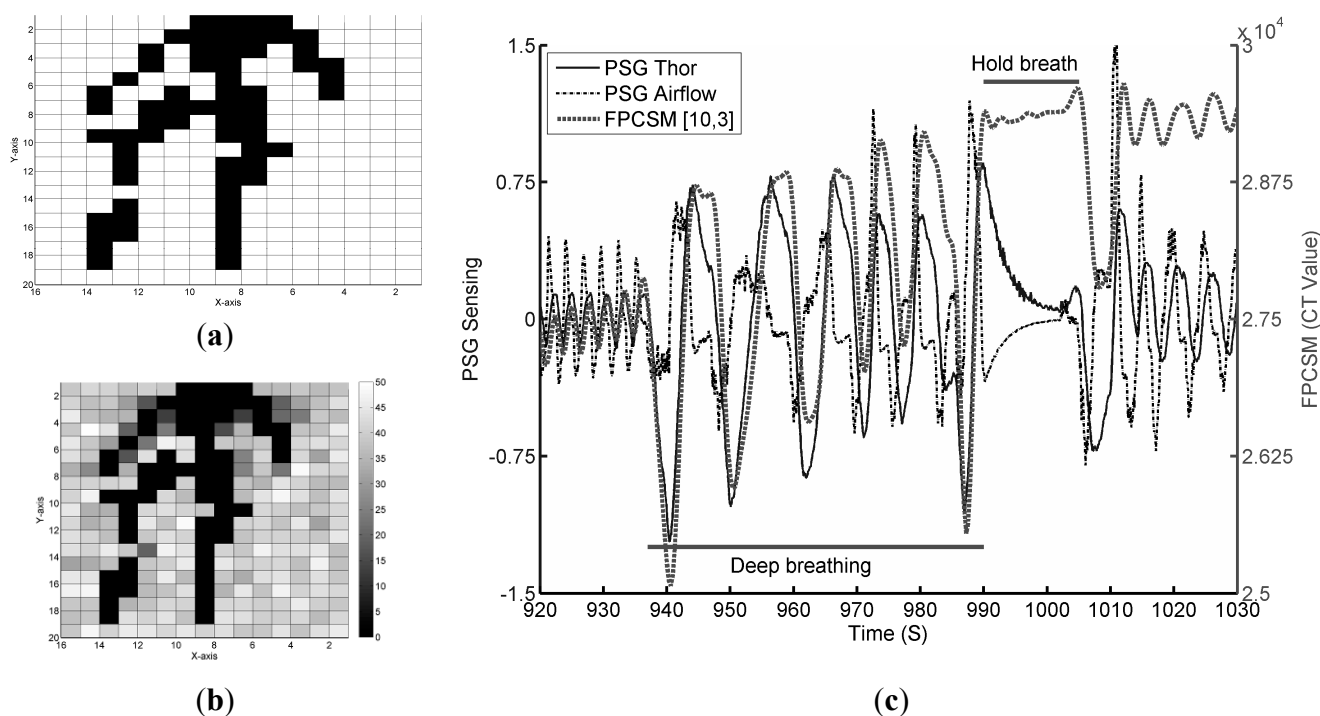 2
4
6
8
10
12
14
16
18
20
Y-axis
16 14 12 10 8 6 4 2
X-axis
(a)
2
4
6
8
10
12
14
16
18
20
Y-axis
16 14 12 10 8 6 4 2
X-axis
50
45
40
35
30
25
20
15
10
5
0
(b)
x 10⁴
1.5
0.75
0
-0.75
-1.5
PSG Sensing
PSG Thor
PSG Airflow
FPCSM [10,3]
Hold breath
Deep breathing
3
2.875
2.75
2.625
2.5
FPCSM (CT Value)
920 930 940 950 960 970 980 990 1000 1010 1020 1030
Time (S)
(c)